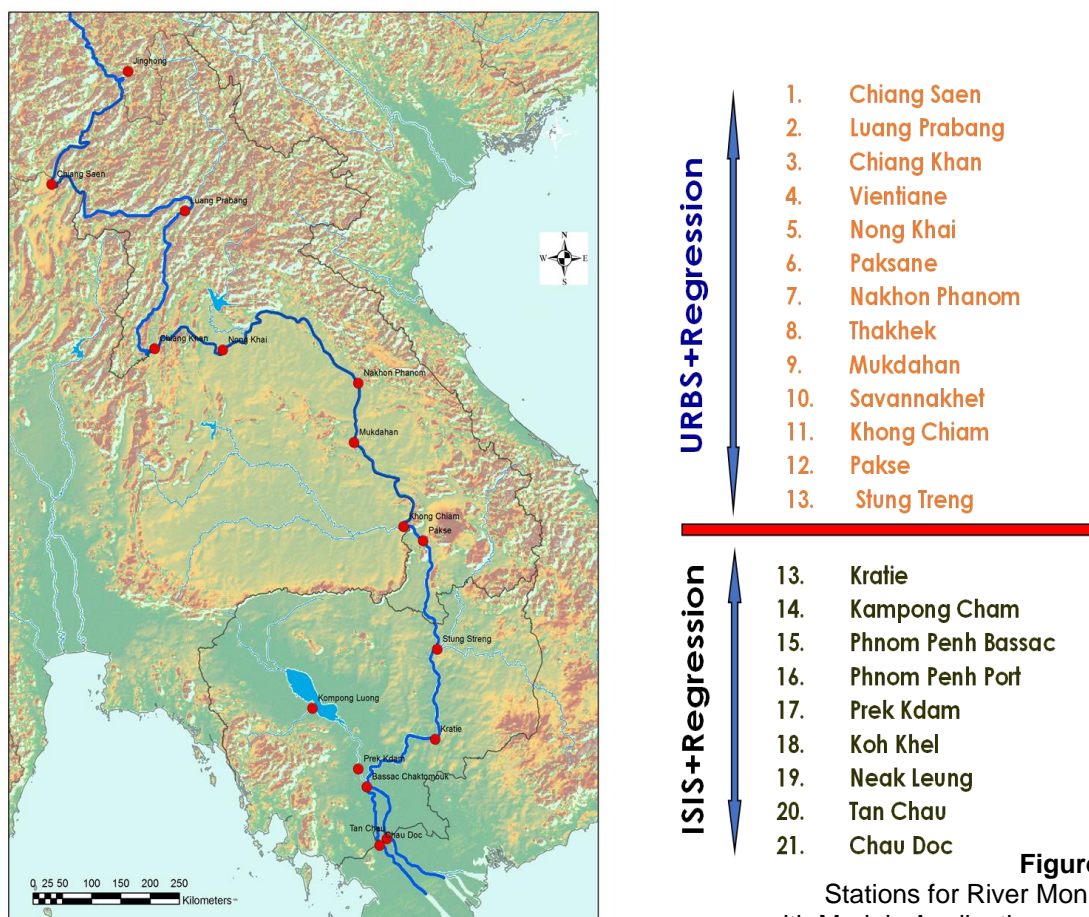 Jinghong
Chiang Saen
Luang Prabang
Chiang Khan
Nong Khai
Nakhon Phanom
Mukdahan
Khong Chiam
Pakse
Stung Streng
Kompong Luong
Kratie
Prek Kdam
Bassac Chaktomouk
Tan Chau
Chau Doc
N
W E
S
0 25 50 100 150 200 250
Kilometers
URBS+Regression
1. Chiang Saen
2. Luang Prabang
3. Chiang Khan
4. Vientiane
5. Nong Khai
6. Paksane
7. Nakhon Phanom
8. Thakhek
9. Mukdahan
10. Savannakhet
11. Khong Chiam
12. Pakse
13. Stung Treng
ISIS+Regression
13. Kratie
14. Kampong Cham
15. Phnom Penh Bassac
16. Phnom Penh Port
17. Prek Kdam
18. Koh Khel
19. Neak Leung
20. Tan Chau
21. Chau Doc
Figure
Stations for River Mon